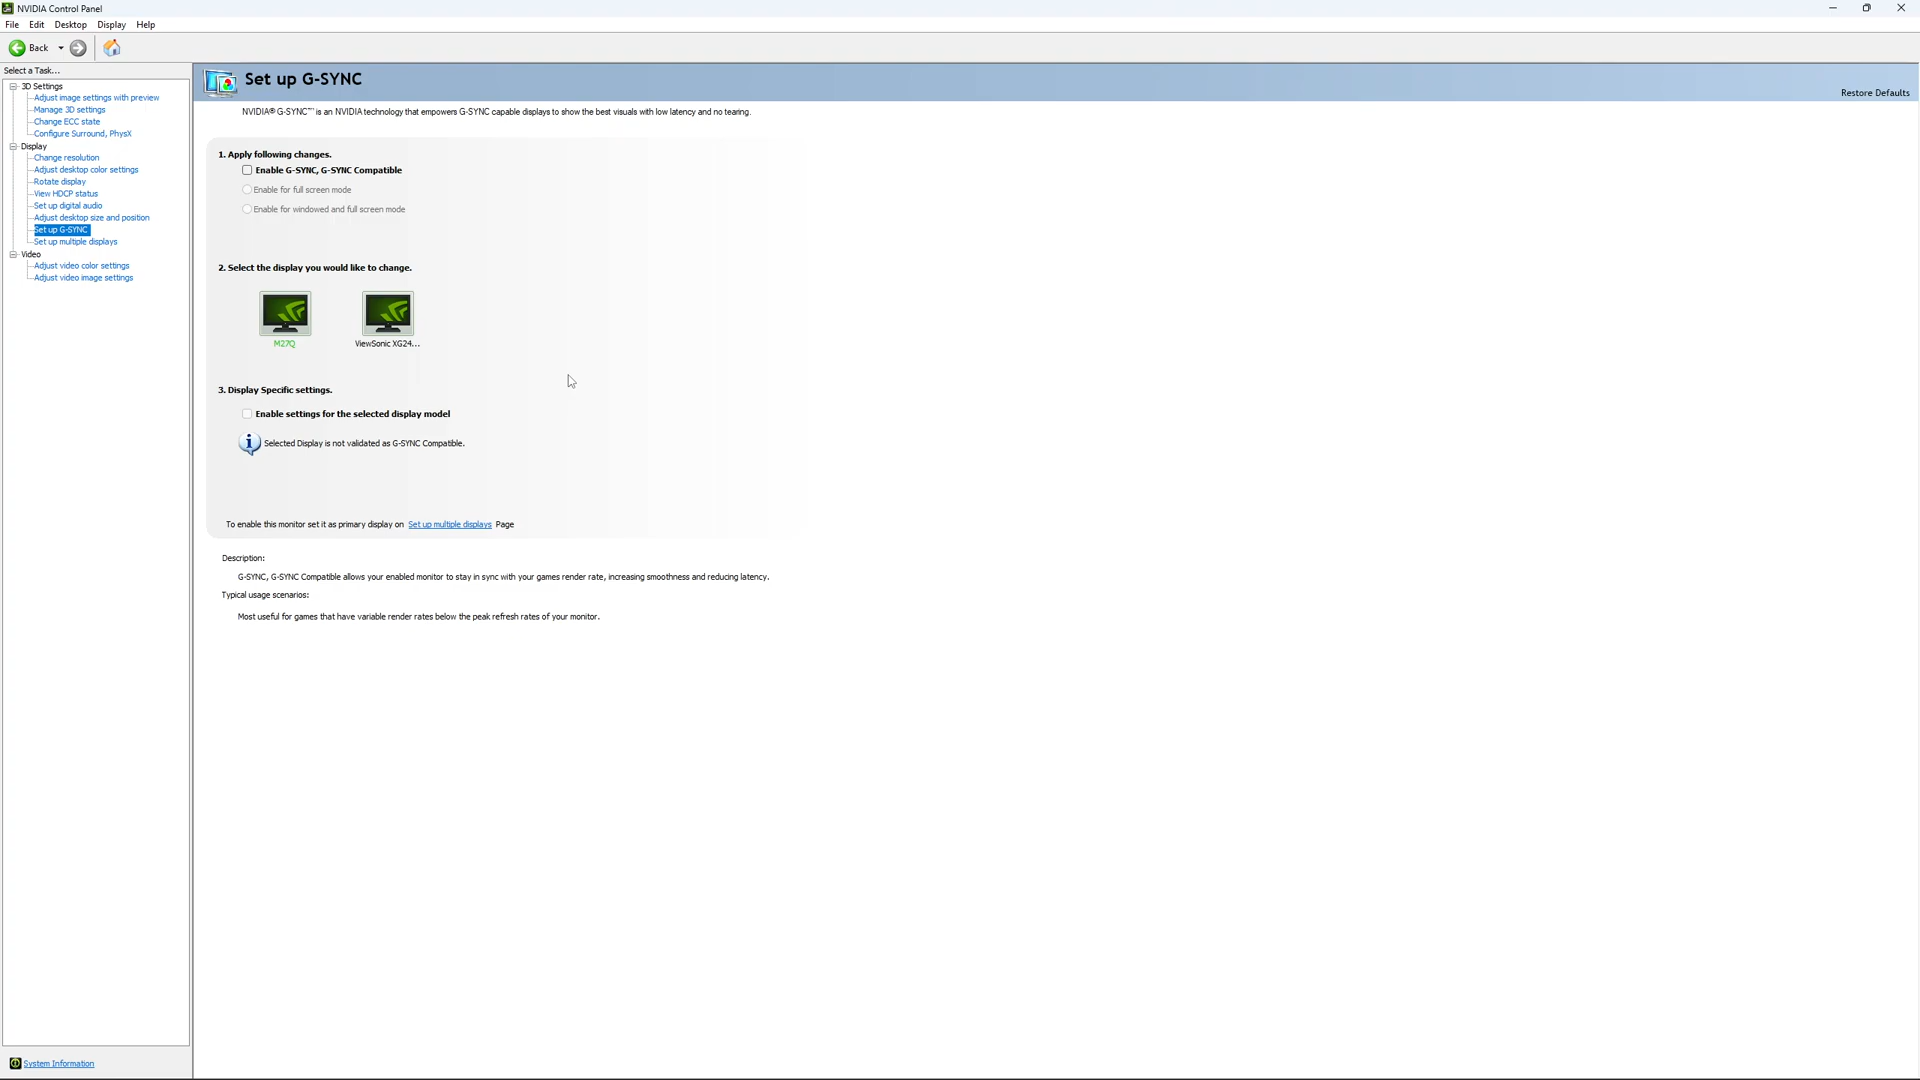 NVIDIA Control Panel
File Edit Desktop Display Help
Back
Select a Task...
3D Settings
Adjust image settings with preview
Manage 3D settings
Change ECC state
Configure Surround, PhysX
Display
Change resolution
Adjust desktop color settings
Rotate display
View HDCP status
Set up digital audio
Adjust desktop size and position
Set up G-SYNC
Set up multiple displays
Video
Adjust video color settings
Adjust video image settings
System Information
Set up G-SYNC
Restore Defaults
NVIDIA® G-SYNC™ is an NVIDIA technology that empowers G-SYNC capable displays to show the best visuals with low latency and no tearing.
1. Apply following changes.
Enable G-SYNC, G-SYNC Compatible
Enable for full screen mode
Enable for windowed and full screen mode
2. Select the display you would like to change.
M27Q ViewSonic XG24...
3. Display Specific settings.
Enable settings for the selected display model
Selected Display is not validated as G-SYNC Compatible.
To enable this monitor set it as primary display on Set up multiple displays Page
Description:
G-SYNC, G-SYNC Compatible allows your enabled monitor to stay in sync with your games render rate, increasing smoothness and reducing latency.
Typical usage scenarios:
Most useful for games that have variable render rates below the peak refresh rates of your monitor.